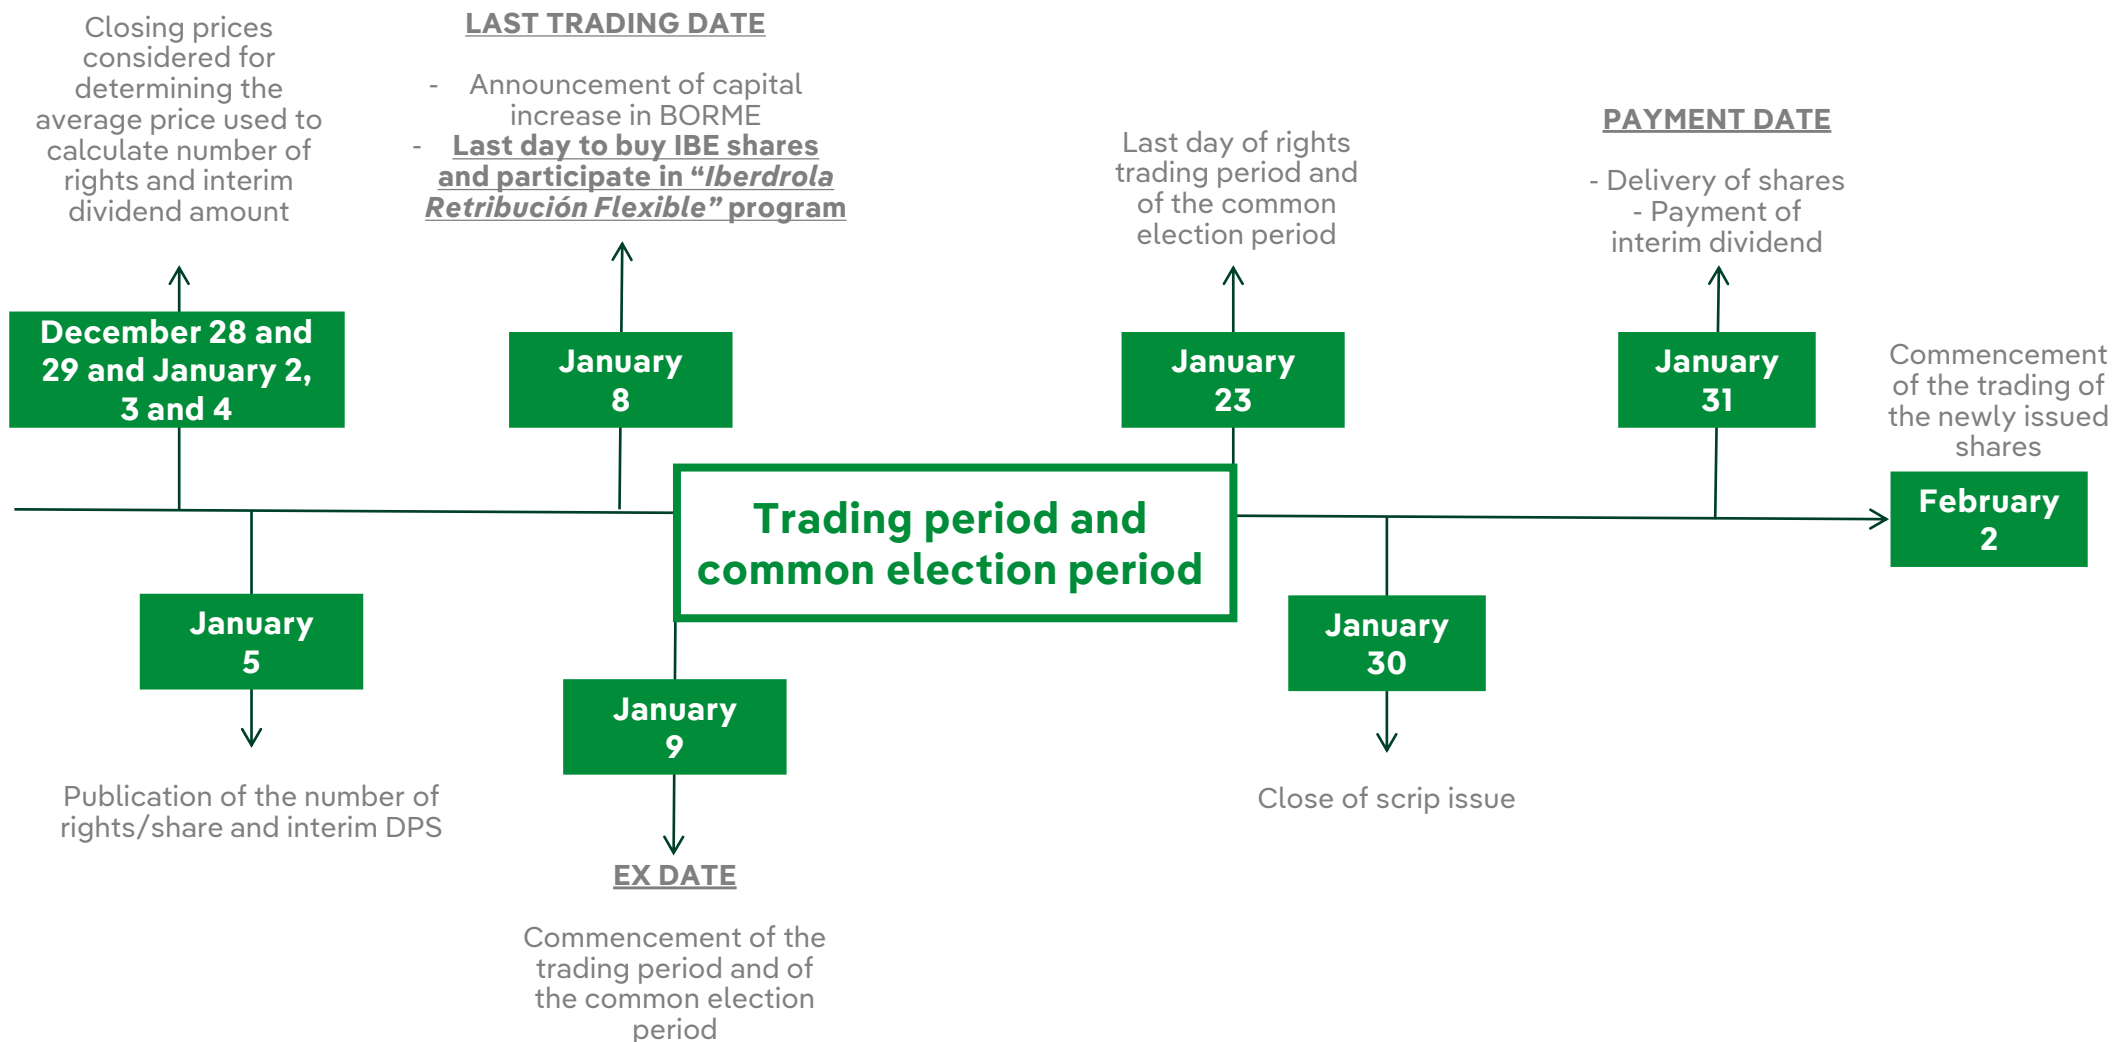 Closing prices
considered for
determining the
average price used to
calculate number of
rights and interim
dividend amount
December 28 and
29 and January 2,
3 and 4
LAST TRADING DATE
- Announcement of capital
increase in BORME
- Last day to buy IBE shares
and participate in “Iberdrola
Retribución Flexible” program
January
8
Last day of rights
trading period and
of the common
election period
January
23
PAYMENT DATE
- Delivery of shares
- Payment of
interim dividend
January
31
Commencement
of the trading of
the newly issued
shares
February
2
Trading period and
common election period
January
5
Publication of the number of
rights/share and interim DPS
January
9
EX DATE
Commencement of the
trading period and of
the common election
period
January
30
Close of scrip issue